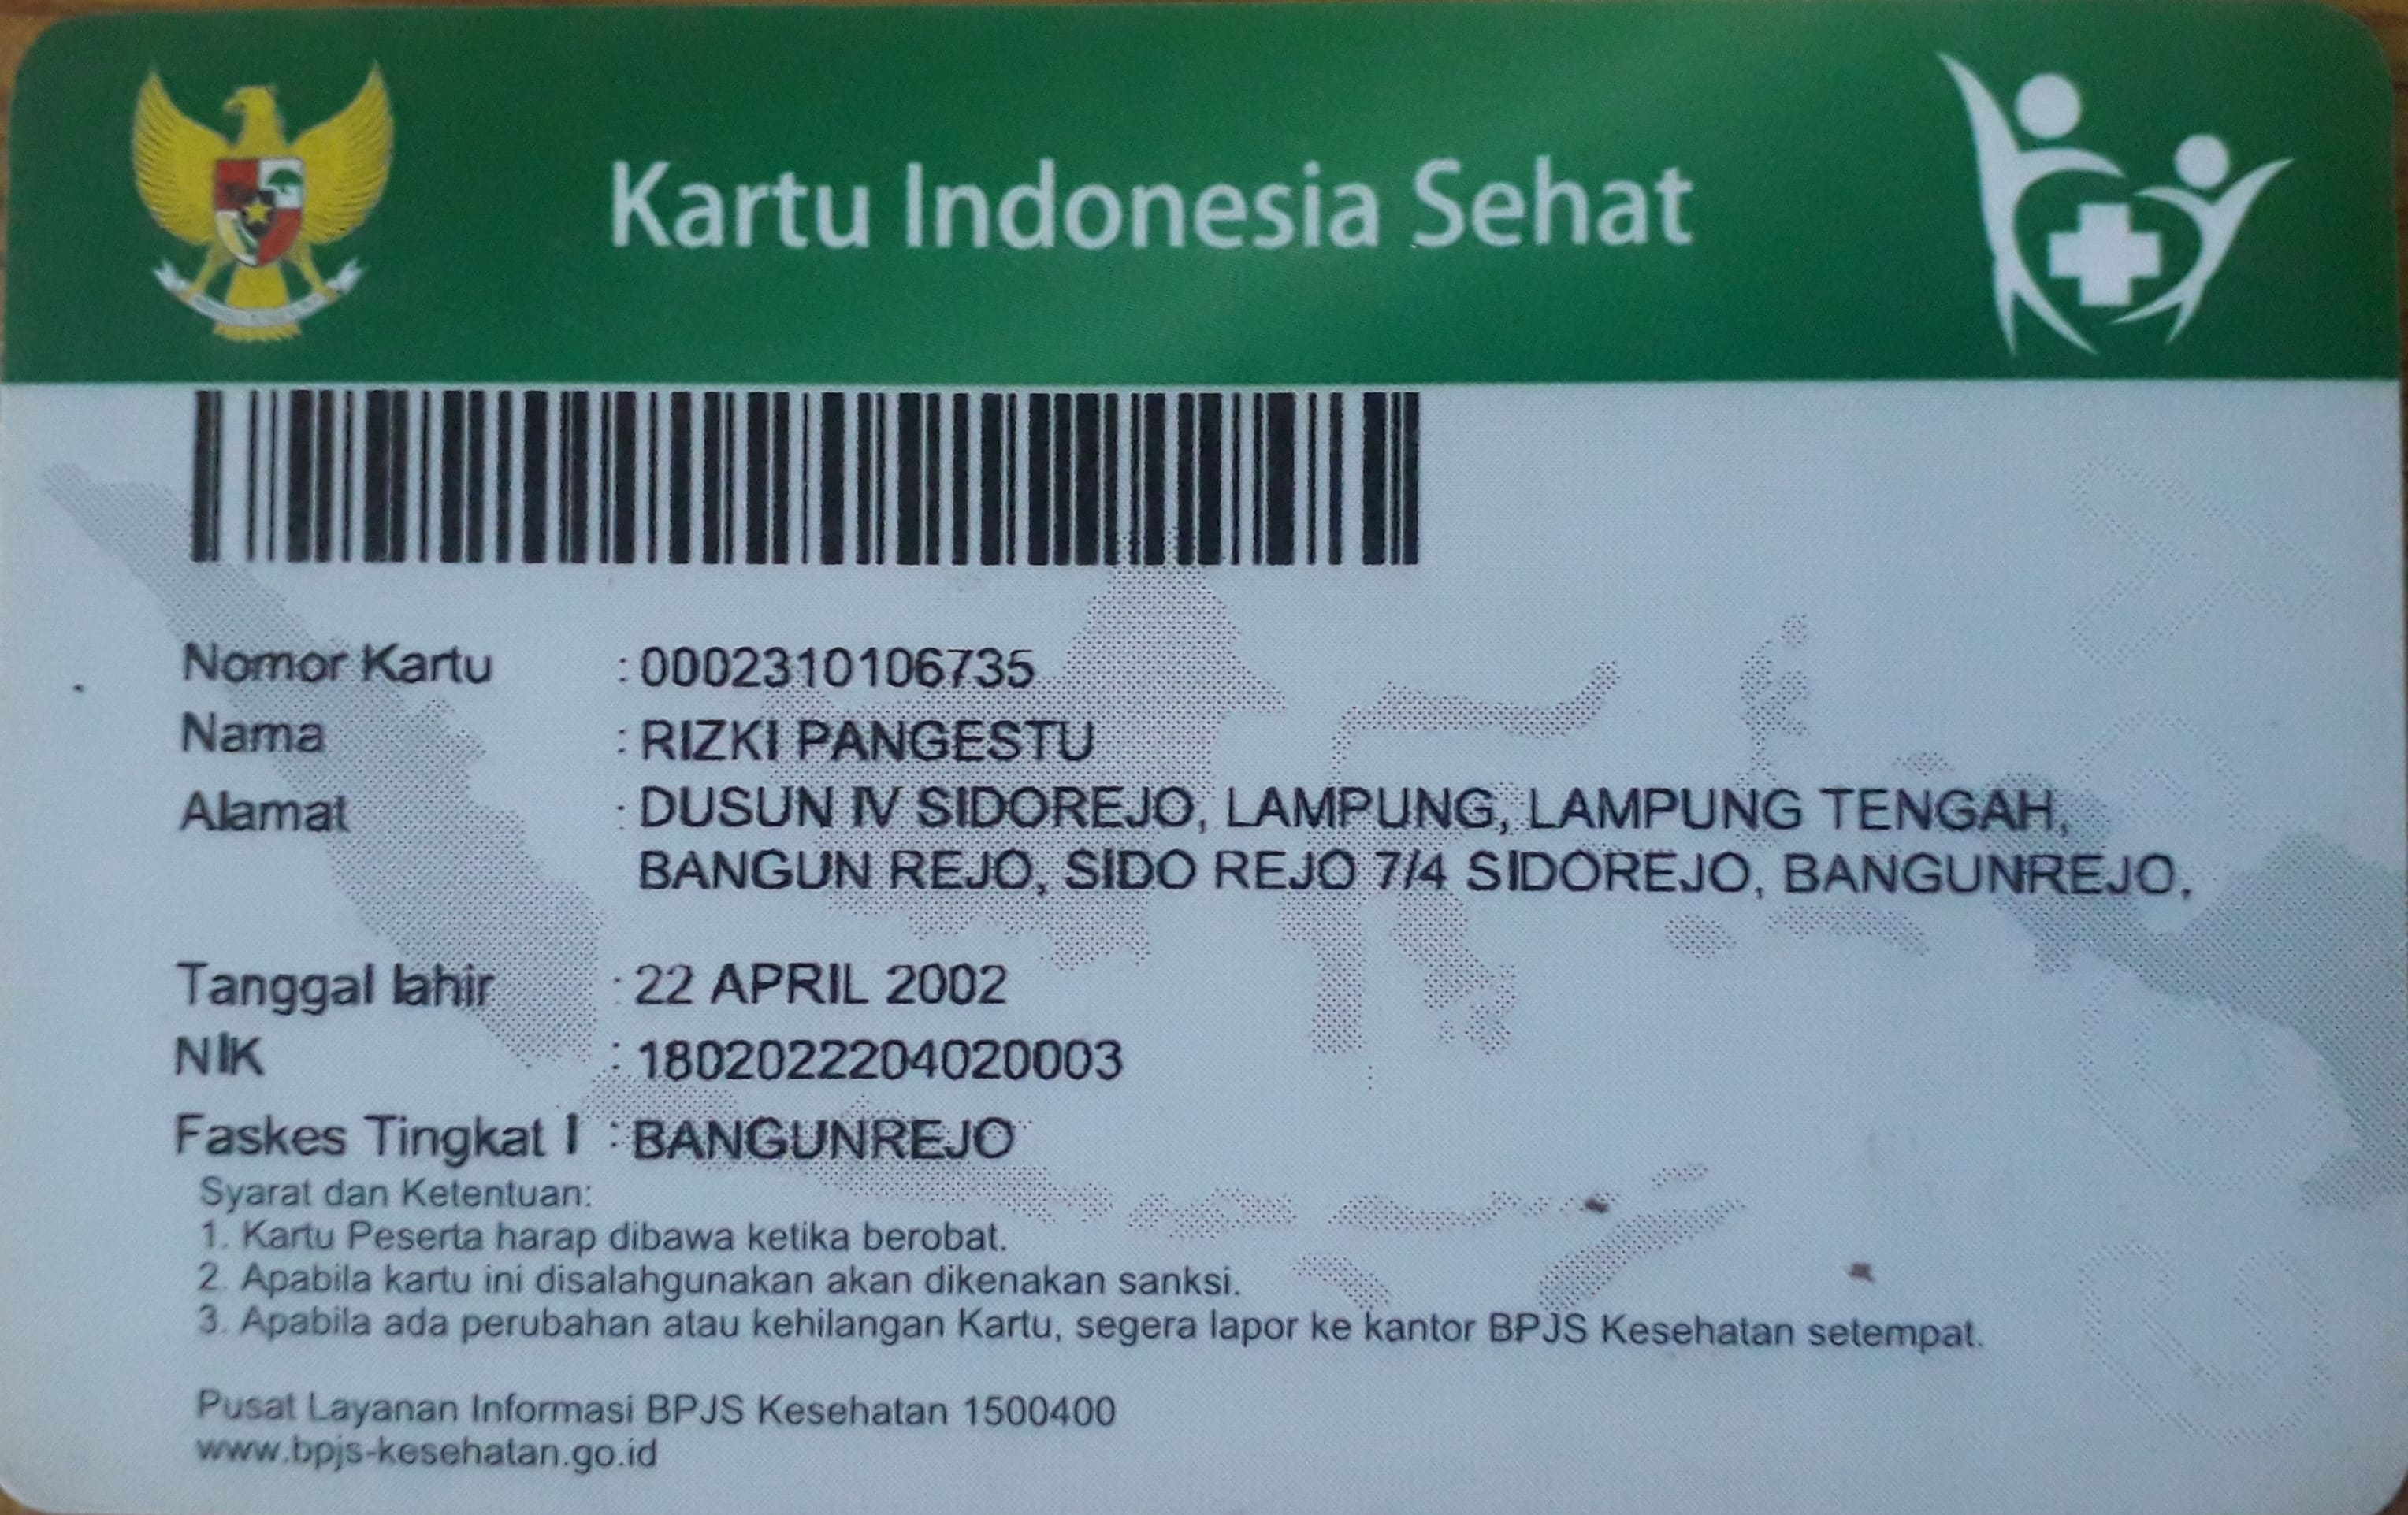 Kartu Indonesia Sehat
Nomor Kartu : 0002310106735
Nama : RIZKI PANGESTU
Alamat : DUSUN IV SIDOREJO, LAMPUNG, LAMPUNG TENGAH,
BANGUN REJO, SIDO REJO 7/4 SIDOREJO, BANGUNREJO,
Tanggal lahir : 22 APRIL 2002
NIK : 1802022204020003
Faskes Tingkat I : BANGUNREJO
Syarat dan Ketentuan:
1. Kartu Peserta harap dibawa ketika berobat.
2. Apabila kartu ini disalahgunakan akan dikenakan sanksi.
3. Apabila ada perubahan atau kehilangan Kartu, segera lapor ke kantor BPJS Kesehatan setempat.
Pusat Layanan Informasi BPJS Kesehatan 1500400
www.bpjs-kesehatan.go.id